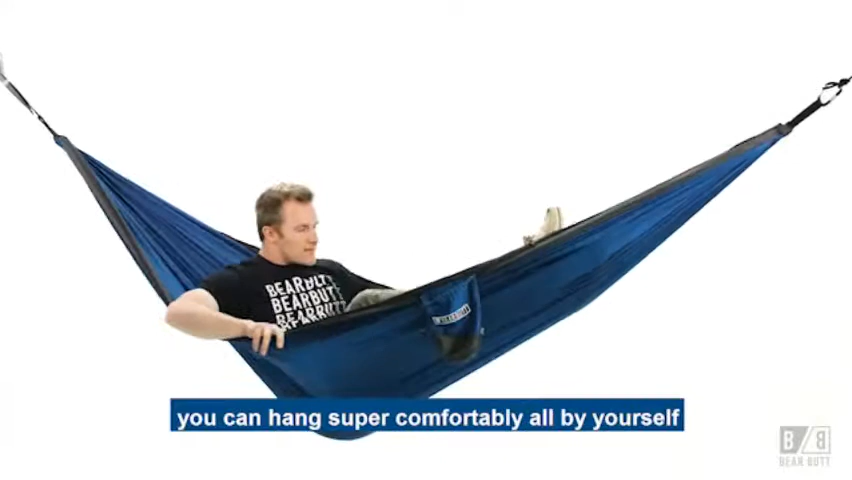 BEARBUTT
BEARBUTT
BEARBUTT
you can hang super comfortably all by yourself
B B
BEAR BUTT